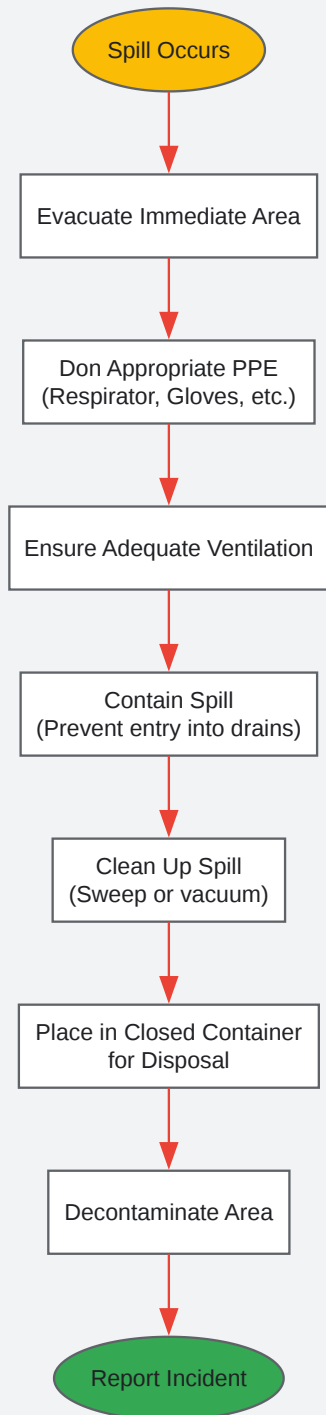 Spill Occurs
Evacuate Immediate Area
Don Appropriate PPE
(Respirator, Gloves, etc.)
Ensure Adequate Ventilation
Contain Spill
(Prevent entry into drains)
Clean Up Spill
(Sweep or vacuum)
Place in Closed Container
for Disposal
Decontaminate Area
Report Incident